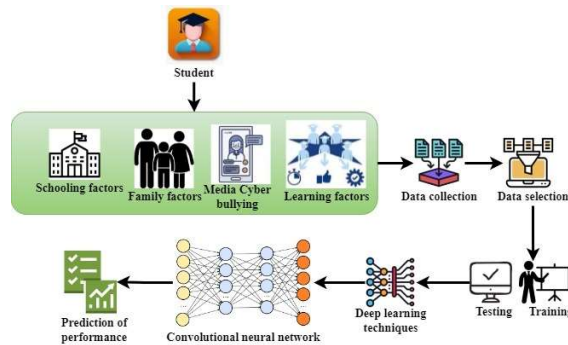 Student
Schooling factors
Family factors
Media Cyber
bullying
Learning factors
Data collection
Data selection
Prediction of
performance
Convolutional neural network
Deep learning
techniques
Testing
Training